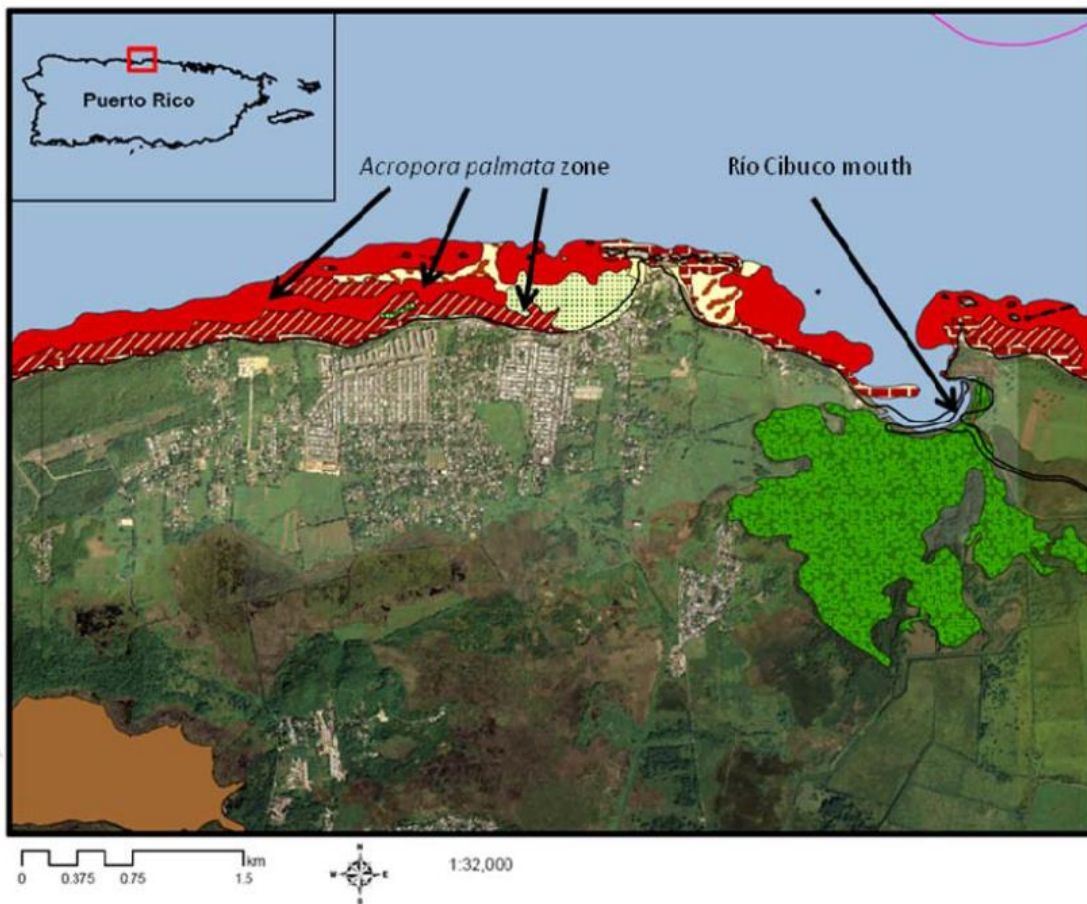 Puerto Rico
Acropora palmata zone
Río Cibuco mouth
km
0 0.375 0.75 1.5
N
W E
S
1:32,000